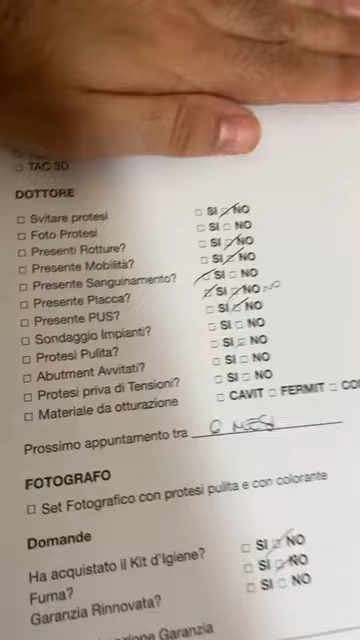 □ TAC 3D
DOTTORE
□ Svitare protesi □ SI □ NO
□ Foto Protesi □ SI □ NO
□ Presenti Rotture? □ SI □ NO
□ Presente Mobilità? □ SI □ NO
□ Presente Sanguinamento? □ SI □ NO
□ Presente Placca? □ SI □ NO NO
□ Presente PUS? □ SI □ NO
□ Sondaggio Impianti? □ SI □ NO
□ Protesi Pulita? □ SI □ NO
□ Abutment Avvitati? □ SI □ NO
□ Protesi priva di Tensioni? □ SI □ NO
□ Materiale da otturazione □ CAVIT □ FERMIT □
Prossimo appuntamento tra 6 MESI
FOTOGRAFO
□ Set Fotografico con protesi pulita e con colorante
Domande
Ha acquistato il Kit d'Igiene? □ SI □ NO
Fuma? □ SI □ NO
Garanzia Rinnovata? □ SI □ NO
Garanzia